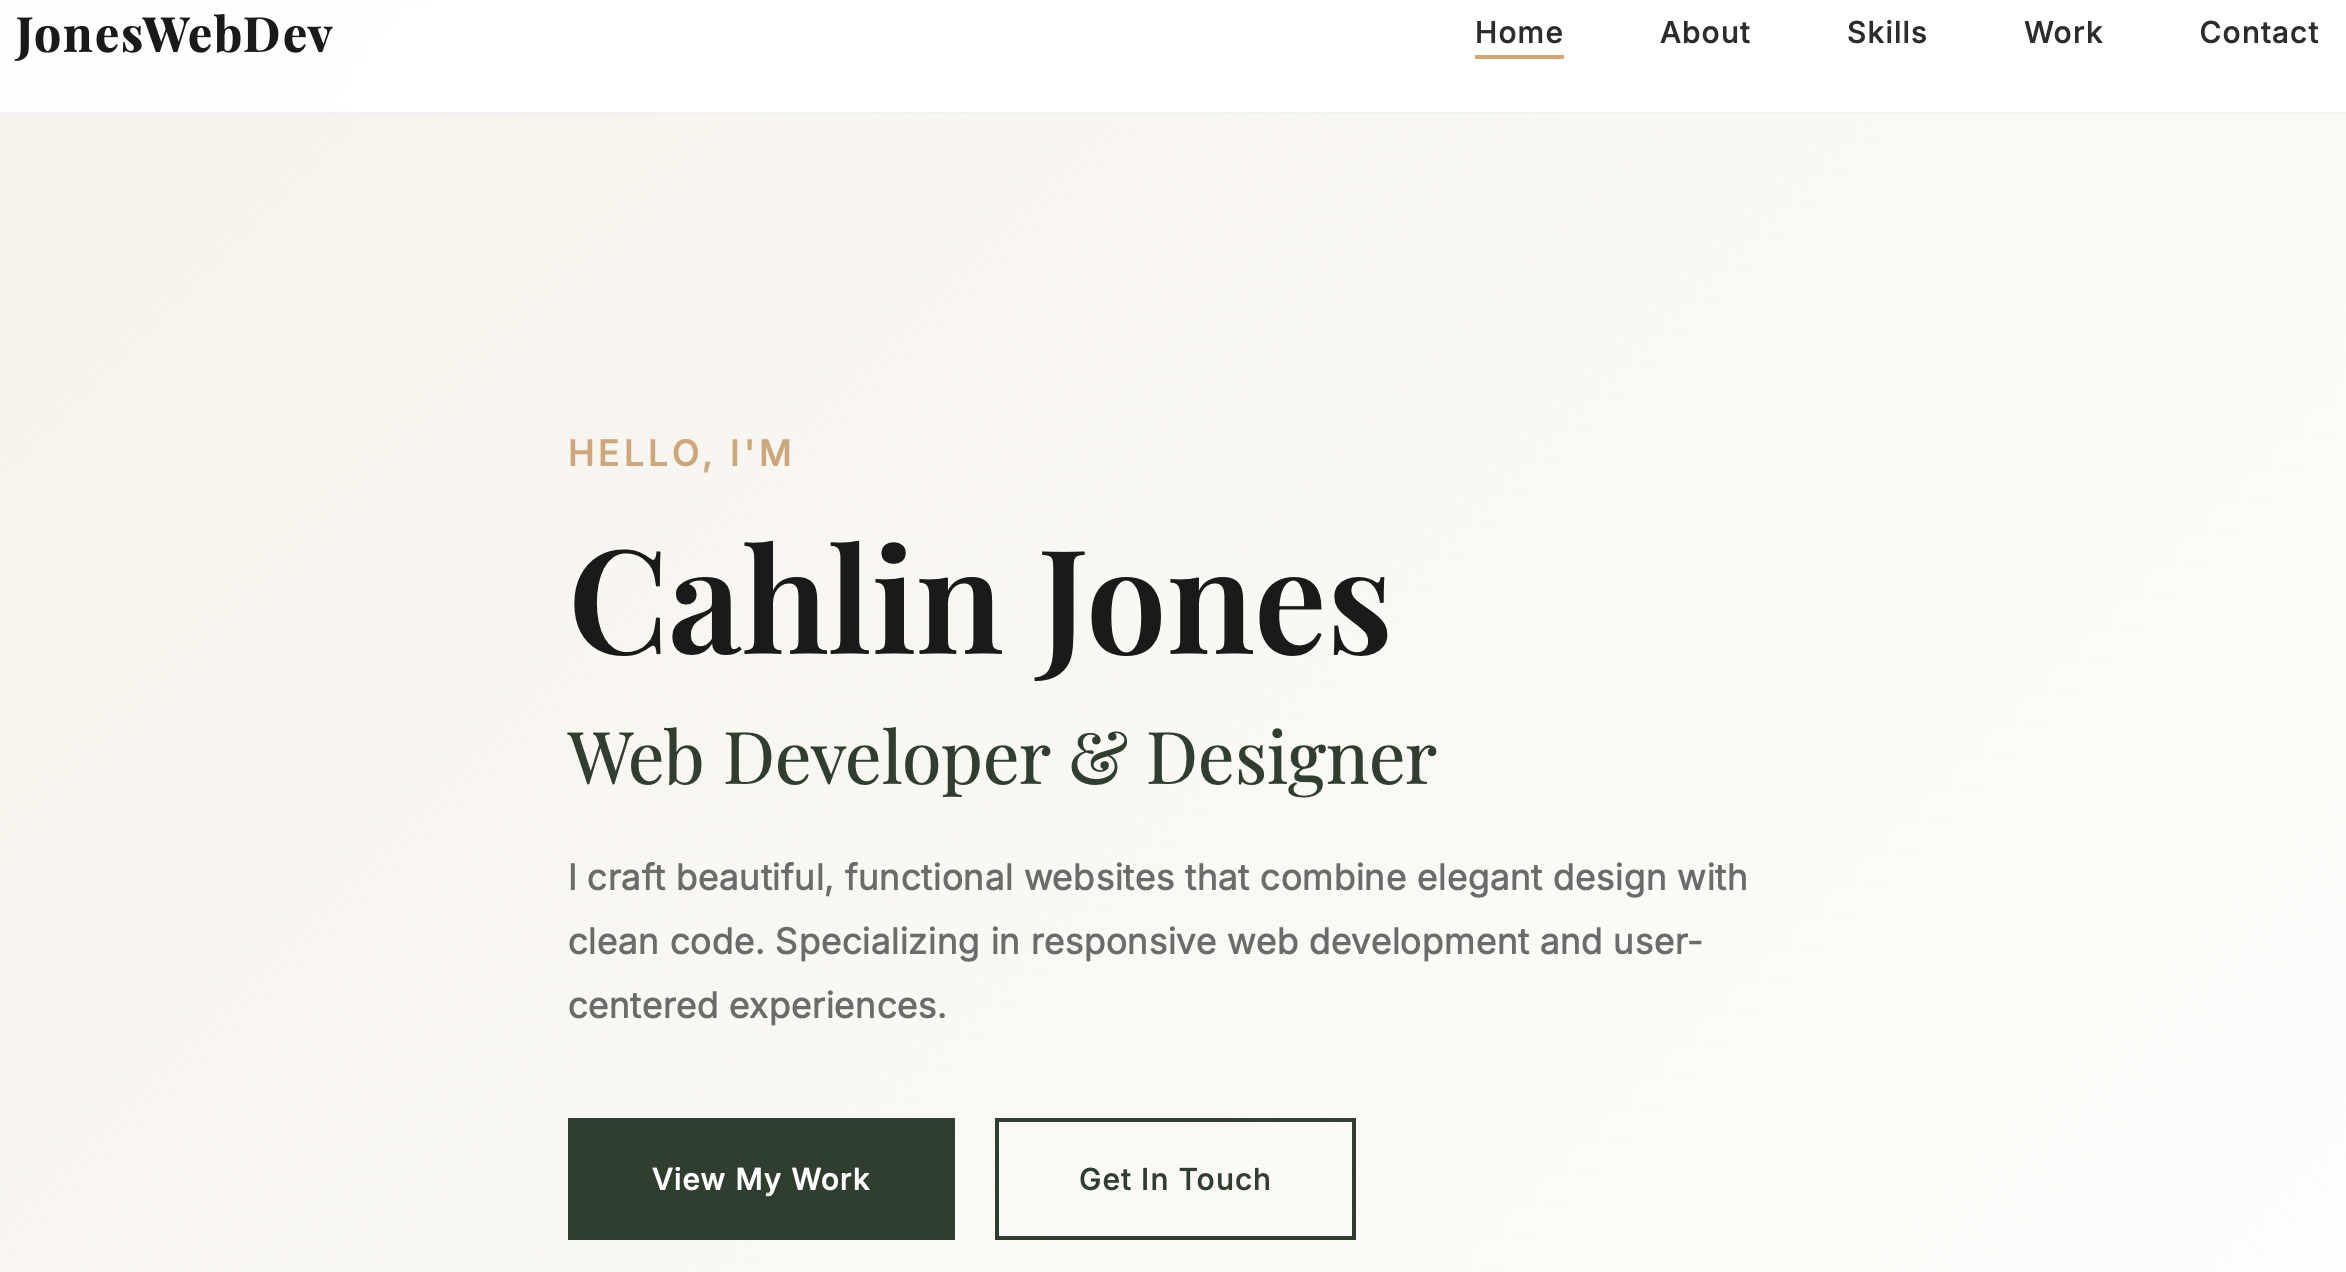 JonesWebDev
Home About Skills Work Contact
HELLO, I'M
Cahlin Jones
Web Developer & Designer
I craft beautiful, functional websites that combine elegant design with
clean code. Specializing in responsive web development and user-
centered experiences.
View My Work Get In Touch